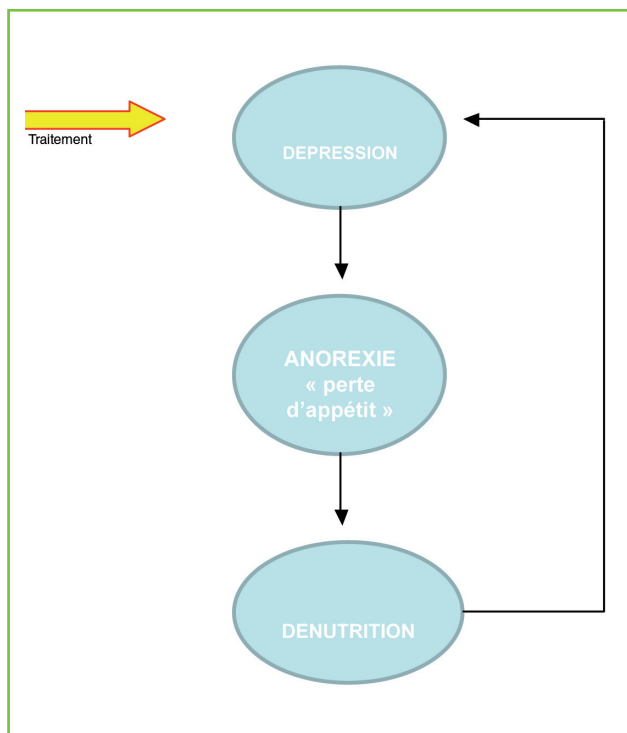 Traitement
DEPRESSION
ANOREXIE
« perte
d’appétit »
DENUTRITION